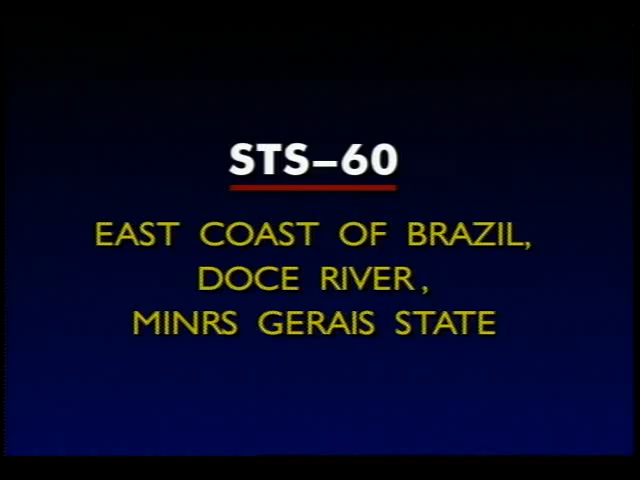 STS–60
EAST COAST OF BRAZIL,
DOCE RIVER,
MINRS GERAIS STATE